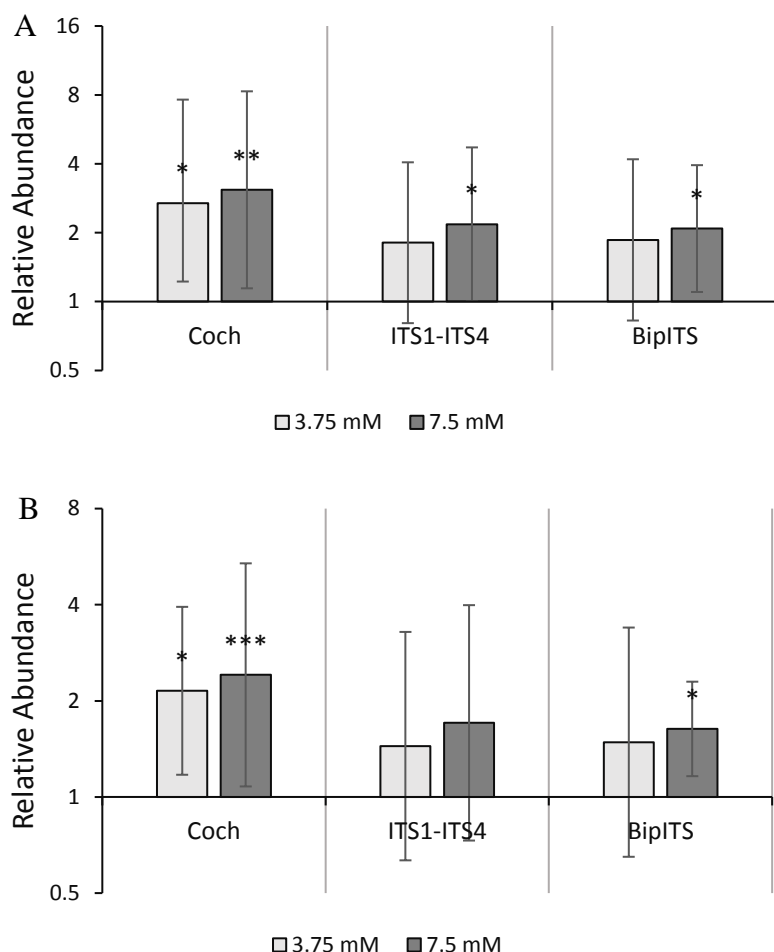 A
Relative Abundance
16
8
4
2
1
0.5
*
**
*
*
Coch
ITS1-ITS4
BipITS
3.75 mM 7.5 mM
B
Relative Abundance
8
4
2
1
0.5
*
***
*
Coch
ITS1-ITS4
BipITS
3.75 mM 7.5 mM